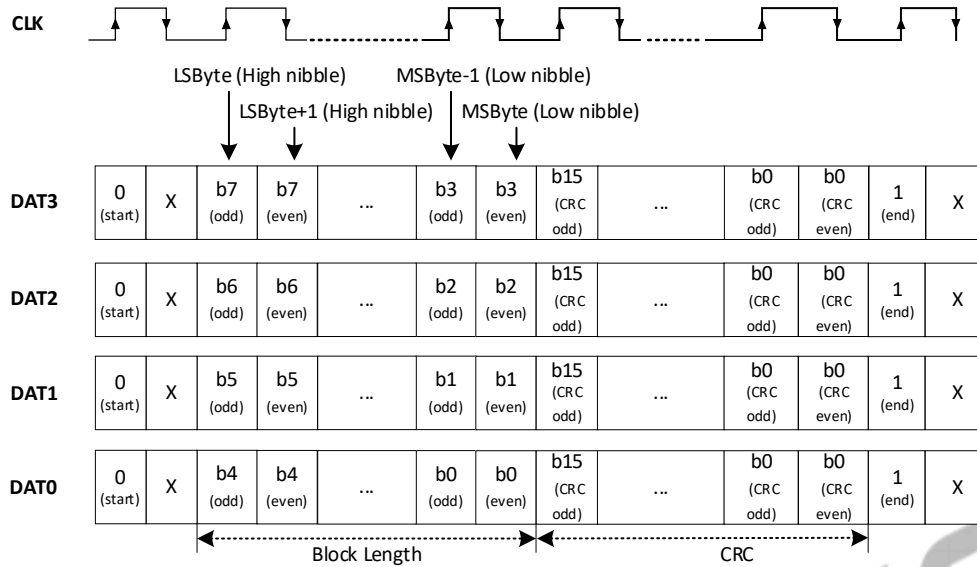 CLK
LSByte (High nibble) MSByte-1 (Low nibble)
LSByte+1 (High nibble) MSByte (Low nibble)
DAT3 0 (start) X b7 (odd) b7 (even) ... b3 (odd) b3 (even) b15 (CRC odd) ... b0 (CRC odd) b0 (CRC even) 1 (end) X
DAT2 0 (start) X b6 (odd) b6 (even) ... b2 (odd) b2 (even) b15 (CRC odd) ... b0 (CRC odd) b0 (CRC even) 1 (end) X
DAT1 0 (start) X b5 (odd) b5 (even) ... b1 (odd) b1 (even) b15 (CRC odd) ... b0 (CRC odd) b0 (CRC even) 1 (end) X
DAT0 0 (start) X b4 (odd) b4 (even) ... b0 (odd) b0 (even) b15 (CRC odd) ... b0 (CRC odd) b0 (CRC even) 1 (end) X
Block Length CRC